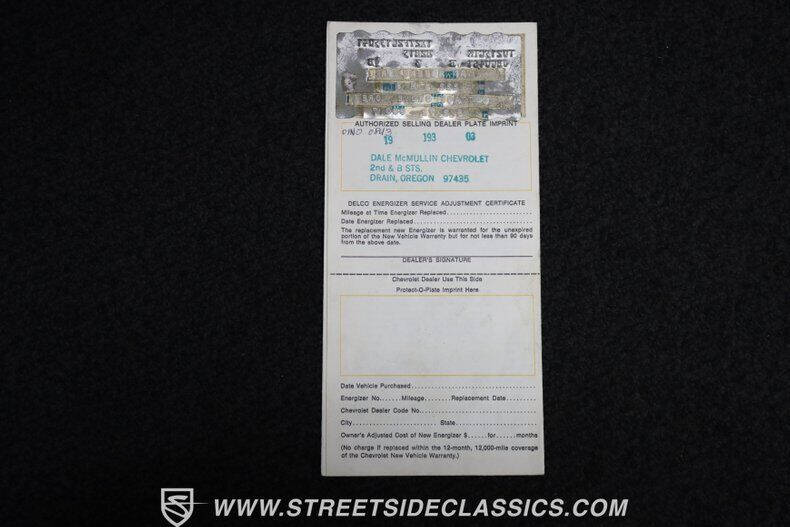 AUTHORIZED SELLING DEALER PLATE IMPRINT
19 193 03
DALE McMULLIN CHEVROLET
2nd & B STS.
DRAIN, OREGON 97435
DELCO ENERGIZER SERVICE ADJUSTMENT CERTIFICATE
Mileage at Time Energizer Replaced
Date Energizer Replaced
The replacement new Energizer is warranted for the unexpired
portion of the New Vehicle Warranty but for not less than 90 days
from the above date.
DEALER'S SIGNATURE
Chevrolet Dealer Use This Side
Protect-O-Plate Imprint Here
Date Vehicle Purchased
Energizer No......Mileage........Replacement Date
Chevrolet Dealer Code No.
City State
Owner's Adjusted Cost of New Energizer $......for......months
(No charge if replaced within the 12-month, 12,000-mile coverage
of the Chevrolet New Vehicle Warranty.)
WWW.STREETSIDECLASSICS.COM